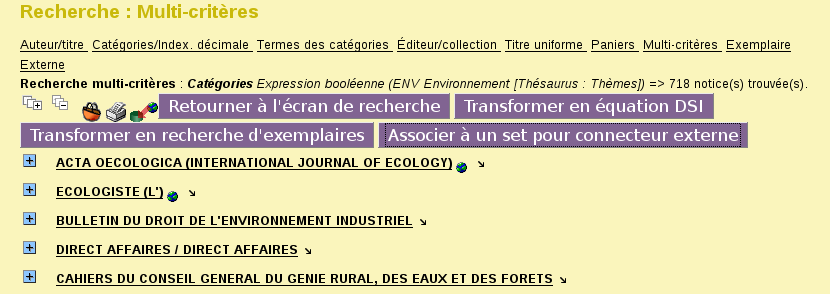 Recherche : Multi-critères
Auteur/titre Catégories/Index. décimale Termes des catégories Éditeur/collection Titre uniforme Paniers Multi-critères Exemplaire
Externe
Recherche multi-critères : Catégories Expression booléenne (ENV Environnement [Thésaurus : Thèmes]) => 718 notice(s) trouvée(s).
Retourner à l'écran de recherche Transformer en équation DSI
Transformer en recherche d'exemplaires Associer à un set pour connecteur externe
ACTA OECOLOGICA (INTERNATIONAL JOURNAL OF ECOLOGY)
ECOLOGISTE (L')
BULLETIN DU DROIT DE L'ENVIRONNEMENT INDUSTRIEL
DIRECT AFFAIRES / DIRECT AFFAIRES
CAHIERS DU CONSEIL GENERAL DU GENIE RURAL, DES EAUX ET DES FORETS